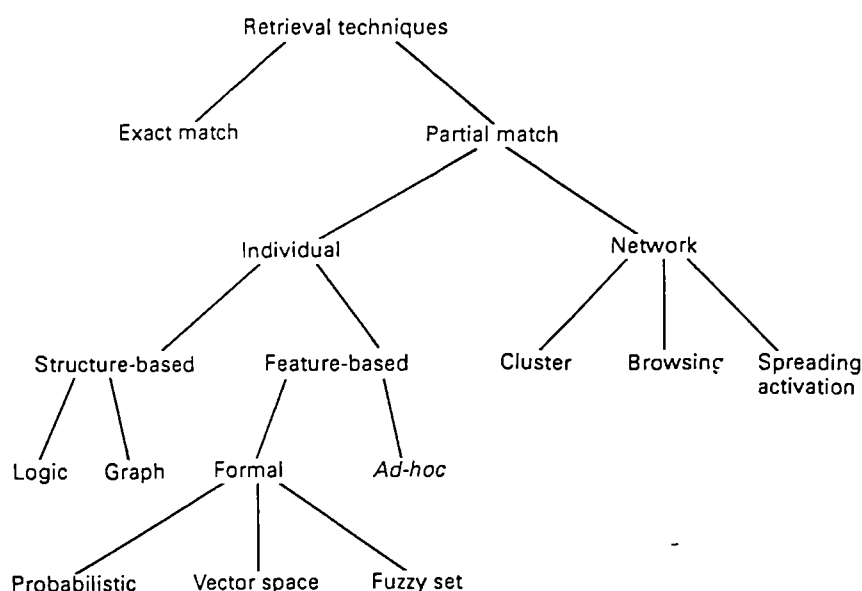 Retrieval techniques
Exact match
Partial match
Individual
Network
Structure-based
Feature-based
Cluster
Browsing
Spreading
activation
Logic
Graph
Formal
Ad-hoc
Probabilistic
Vector space
Fuzzy set